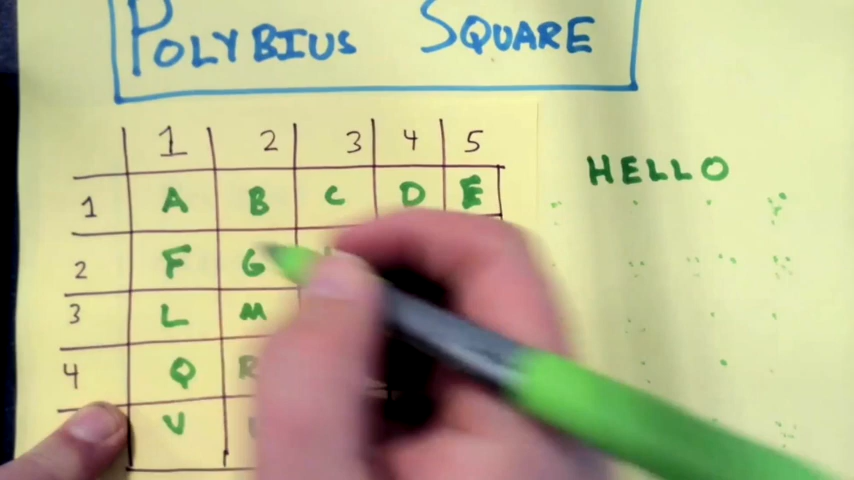 POLYBIUS SQUARE
1 2 3 4 5
HELLO
1 A B C D E
2 F G
3 L M
4 Q R
V